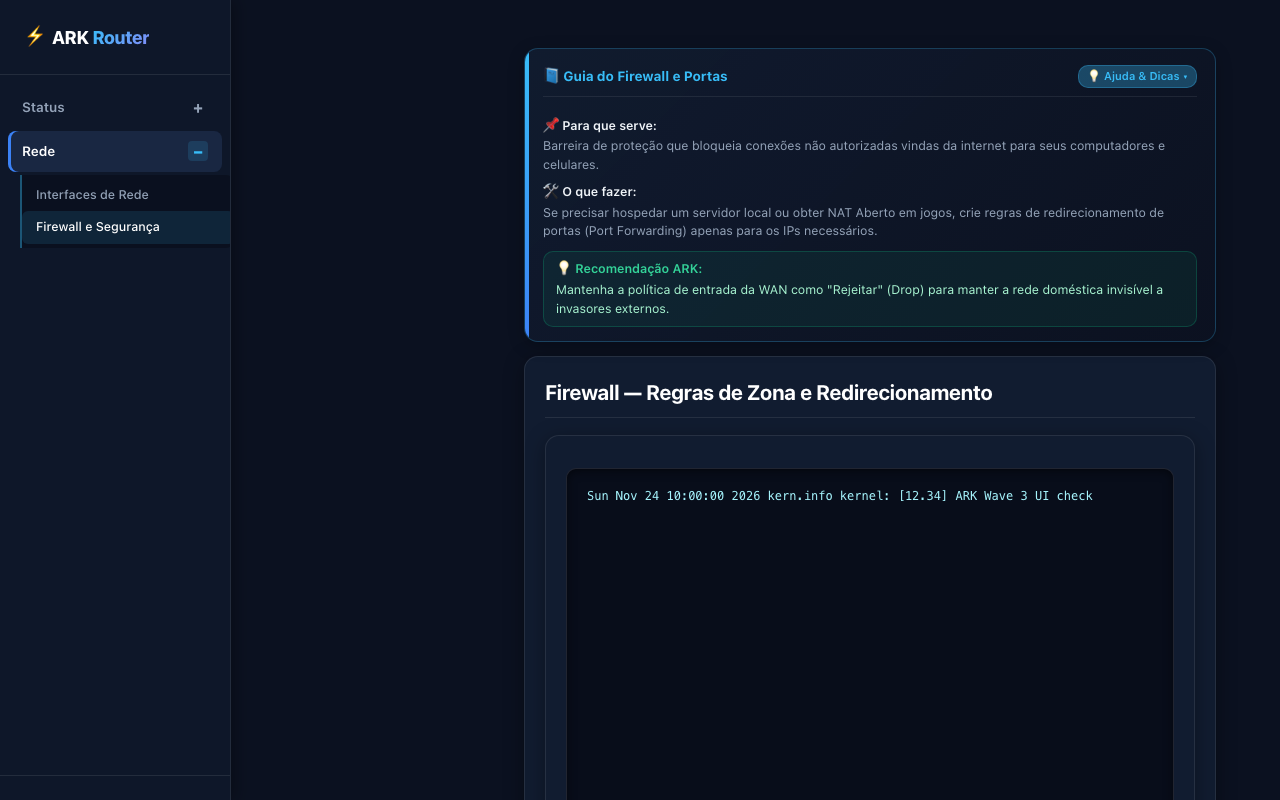 ⚡ ARK Router
Status +
Rede −
Interfaces de Rede
Firewall e Segurança
📘 Guia do Firewall e Portas
💡 Ajuda & Dicas ▾
📌 Para que serve:
Barreira de proteção que bloqueia conexões não autorizadas vindas da internet para seus computadores e
celulares.
🛠️ O que fazer:
Se precisar hospedar um servidor local ou obter NAT Aberto em jogos, crie regras de redirecionamento de
portas (Port Forwarding) apenas para os IPs necessários.
💡 Recomendação ARK:
Mantenha a política de entrada da WAN como "Rejeitar" (Drop) para manter a rede doméstica invisível a
invasores externos.
Firewall — Regras de Zona e Redirecionamento
Sun Nov 24 10:00:00 2026 kern.info kernel: [12.34] ARK Wave 3 UI check